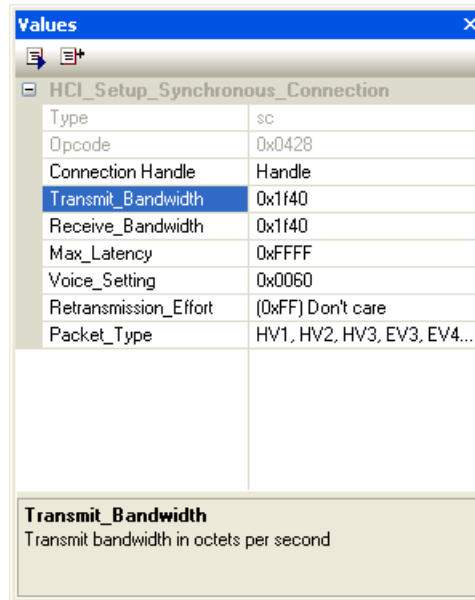 Values
HCI_Setup_Synchronous_Connection
Type sc
Opcode 0x0428
Connection Handle Handle
Transmit_Bandwidth 0x1f40
Receive_Bandwidth 0x1f40
Max_Latency 0xFFFF
Voice_Setting 0x0060
Retransmission_Effort (0xFF) Don't care
Packet_Type HV1, HV2, HV3, EV3, EV4...
Transmit_Bandwidth
Transmit bandwidth in octets per second